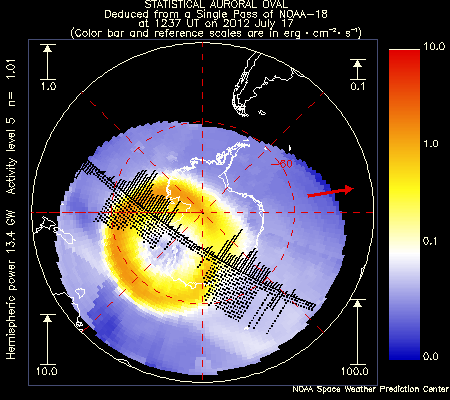 STATISTICAL AURORAL OVAL
Deduced from a Single Pass of NOAA-18
at 1237 UT on 2012 July 17
(Color bar and reference scales are in erg · cm⁻² · s⁻¹)
Hemispheric power 13.4 GW Activity level 5 n= 1.01
1.0
0.1
-60
10.0
100.0
10.0
1.0
0.1
0.0
NOAA Space Weather Prediction Center